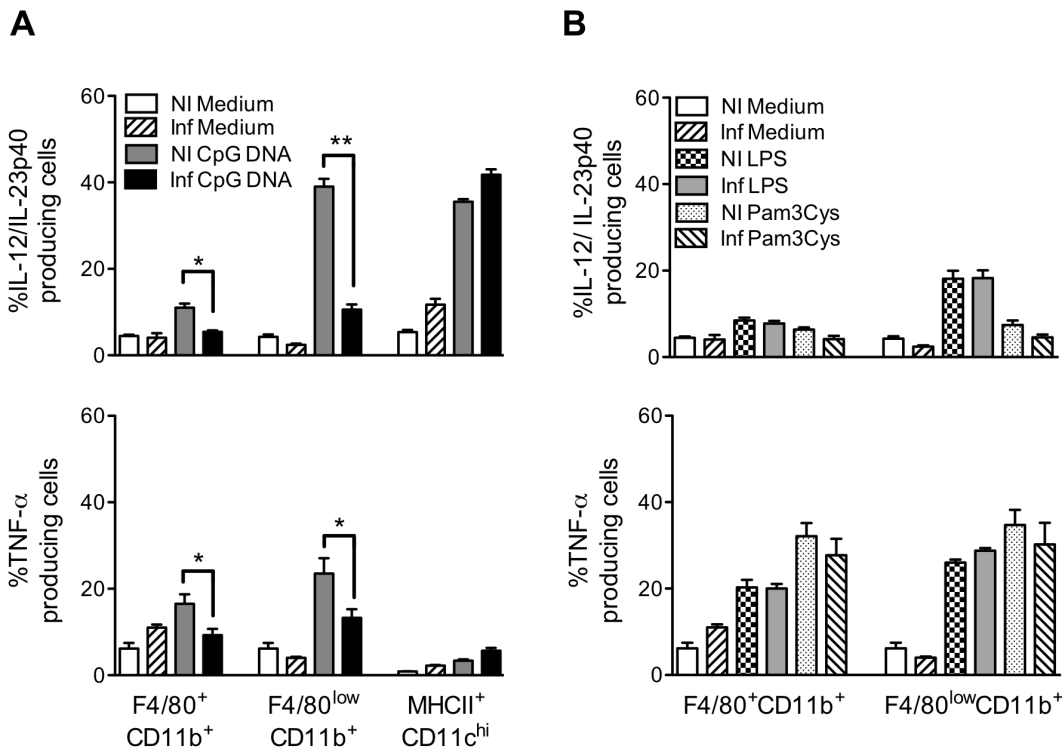 A
%IL-12/IL-23p40
producing cells
60
40
20
0
NI Medium
Inf Medium
NI CpG DNA
Inf CpG DNA
*
**
%TNF-α
producing cells
60
40
20
0
*
*
F4/80⁺
CD11b⁺
F4/80ˡᵒʷ
CD11b⁺
MHCII⁺
CD11cʰⁱ
B
%IL-12/ IL-23p40
producing cells
60
40
20
0
NI Medium
Inf Medium
NI LPS
Inf LPS
NI Pam3Cys
Inf Pam3Cys
%TNF-α
producing cells
60
40
20
0
F4/80⁺CD11b⁺
F4/80ˡᵒʷCD11b⁺